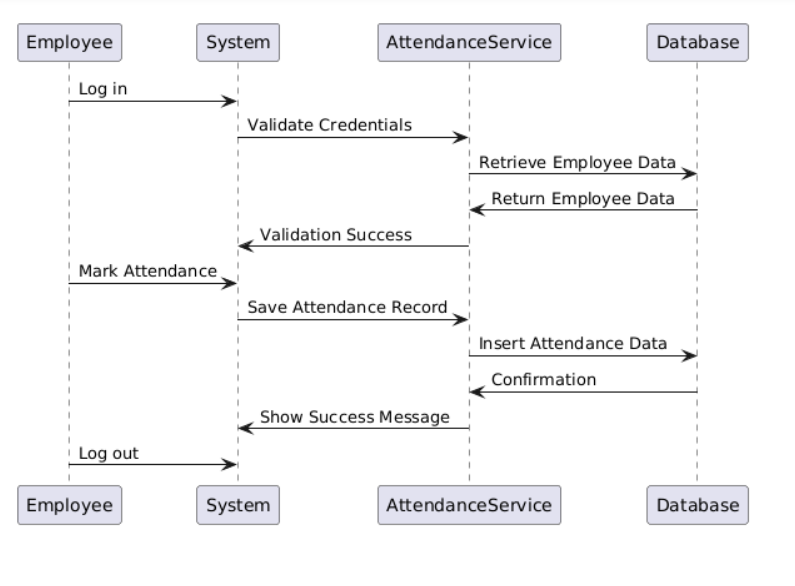 Employee System AttendanceService Database
Log in
Validate Credentials
Retrieve Employee Data
Return Employee Data
Validation Success
Mark Attendance
Save Attendance Record
Insert Attendance Data
Confirmation
Show Success Message
Log out
Employee System AttendanceService Database